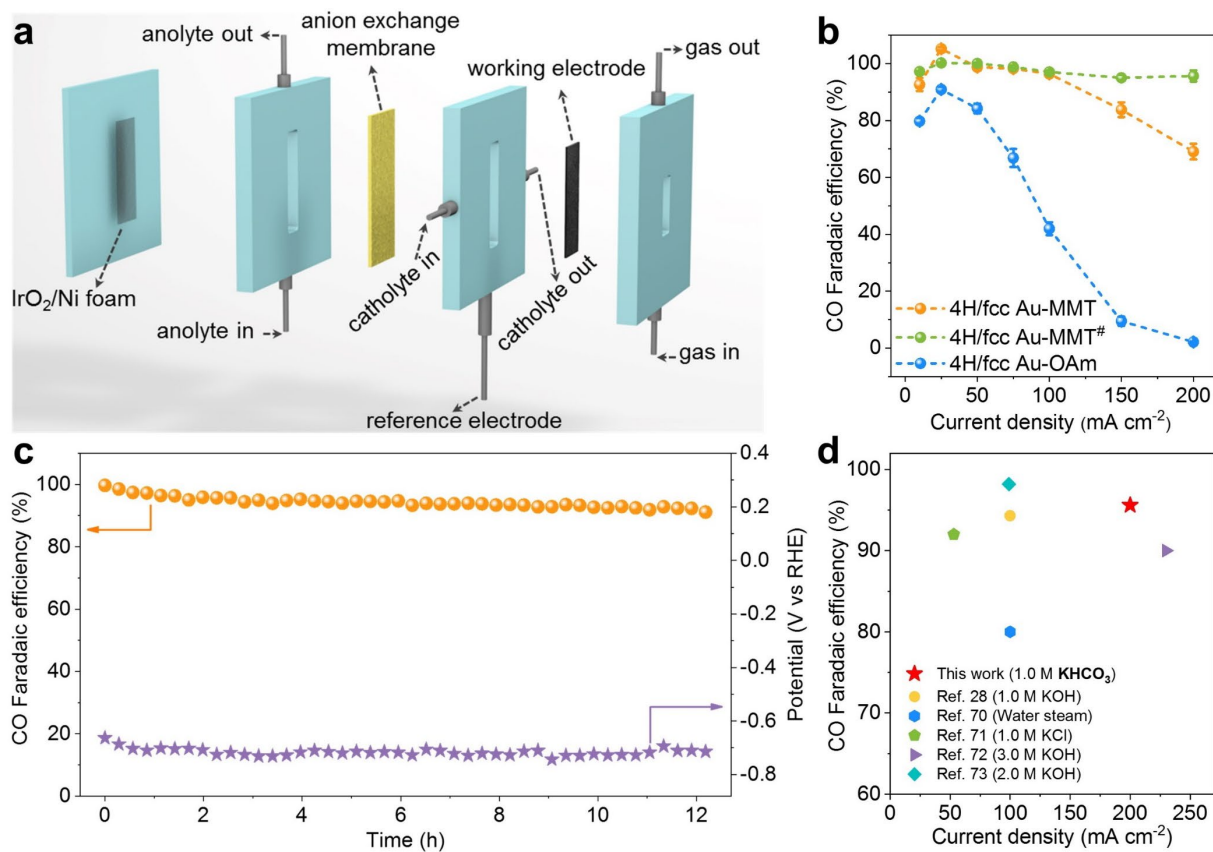 a
anolyte out
anion exchange
membrane
working electrode
gas out
IrO₂/Ni foam
anolyte in
catholyte in
catholyte out
reference electrode
gas in
b
CO Faradaic efficiency (%)
100
80
60
40
20
0
4H/fcc Au-MMT
4H/fcc Au-MMT#
4H/fcc Au-OAm
0 50 100 150 200
Current density (mA cm⁻²)
c
CO Faradaic efficiency (%)
100
80
60
40
20
0
0 2 4 6 8 10 12
Time (h)
0.4
0.2
0.0
-0.2
-0.4
-0.6
-0.8
Potential (V vs RHE)
d
CO Faradaic efficiency (%)
100
90
80
70
60
This work (1.0 M KHCO₃)
Ref. 28 (1.0 M KOH)
Ref. 70 (Water steam)
Ref. 71 (1.0 M KCl)
Ref. 72 (3.0 M KOH)
Ref. 73 (2.0 M KOH)
0 50 100 150 200 250
Current density (mA cm⁻²)